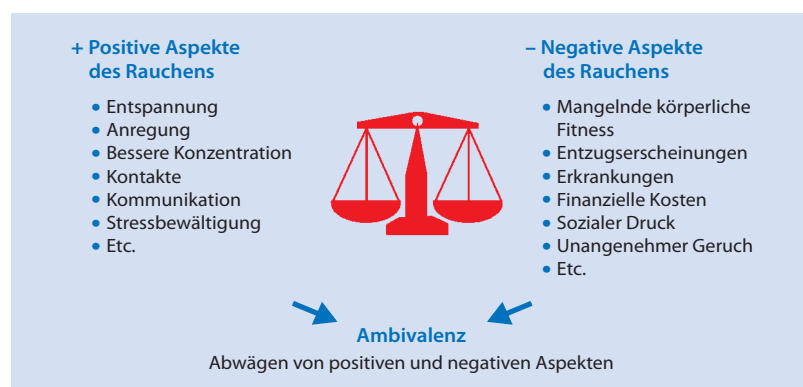 + Positive Aspekte
des Rauchens
• Entspannung
• Anregung
• Bessere Konzentration
• Kontakte
• Kommunikation
• Stressbewältigung
• Etc.
– Negative Aspekte
des Rauchens
• Mangelnde körperliche
Fitness
• Entzugserscheinungen
• Erkrankungen
• Finanzielle Kosten
• Sozialer Druck
• Unangenehmer Geruch
• Etc.
Ambivalenz
Abwägen von positiven und negativen Aspekten